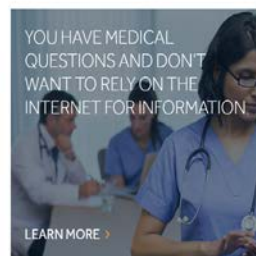 YOU HAVE MEDICAL
QUESTIONS AND DON'T
WANT TO RELY ON THE
INTERNET FOR INFORMATION
LEARN MORE >